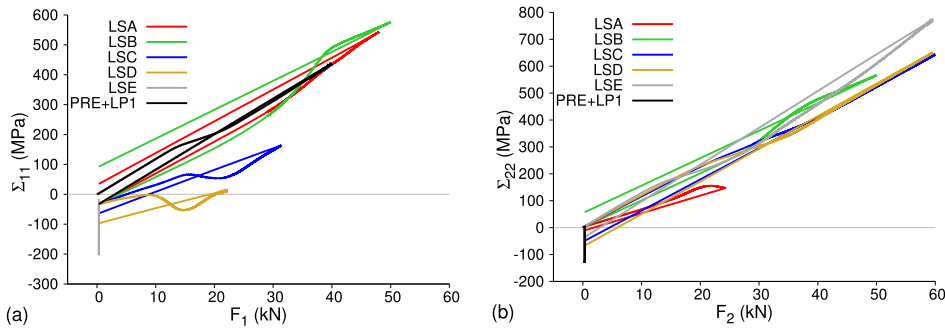 600
500
400
300
200
100
0
-100
-200
-300
Σ11 (MPa)
LSA
LSB
LSC
LSD
LSE
PRE+LP1
0 10 20 30 40 50 60
F1 (kN)
(a)
800
700
600
500
400
300
200
100
0
-100
-200
Σ22 (MPa)
LSA
LSB
LSC
LSD
LSE
PRE+LP1
0 10 20 30 40 50 60
F2 (kN)
(b)